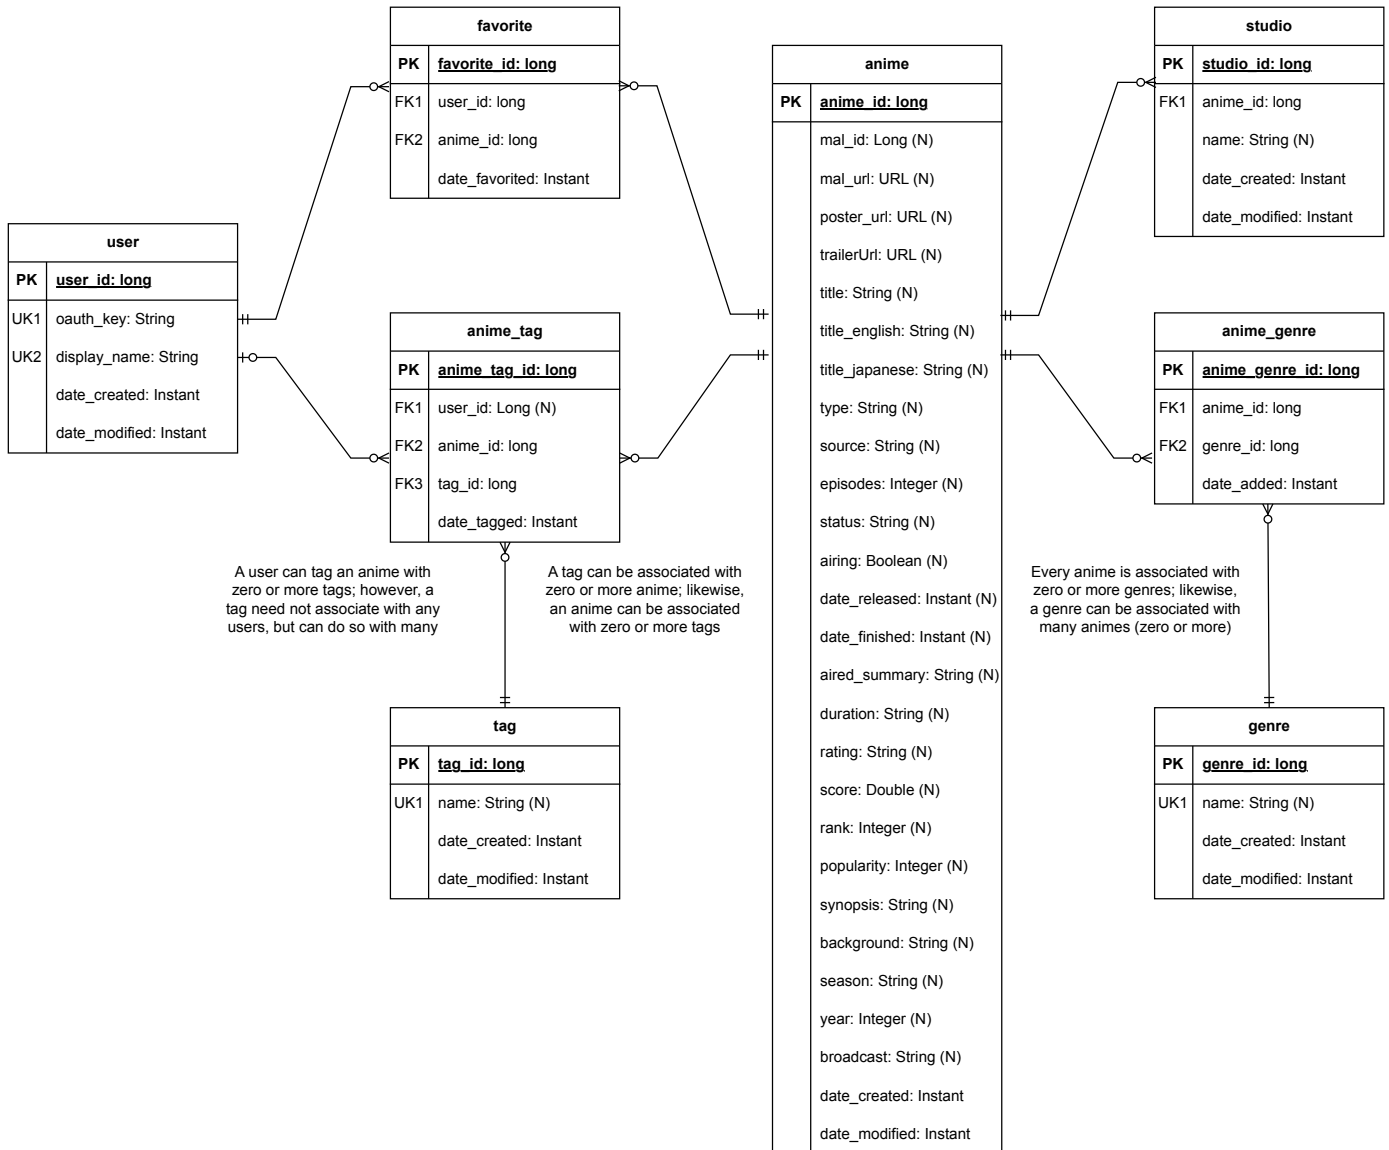 favorite
PK favorite_id: long
FK1 user_id: long
FK2 anime_id: long
date_favorited: Instant
user
PK user_id: long
UK1 oauth_key: String
UK2 display_name: String
date_created: Instant
date_modified: Instant
anime_tag
PK anime_tag_id: long
FK1 user_id: Long (N)
FK2 anime_id: long
FK3 tag_id: long
date_tagged: Instant
A user can tag an anime with
zero or more tags; however, a
tag need not associate with any
users, but can do so with many
A tag can be associated with
zero or more anime; likewise,
an anime can be associated
with zero or more tags
tag
PK tag_id: long
UK1 name: String (N)
date_created: Instant
date_modified: Instant
anime
PK anime_id: long
mal_id: Long (N)
mal_url: URL (N)
poster_url: URL (N)
trailerUrl: URL (N)
title: String (N)
title_english: String (N)
title_japanese: String (N)
type: String (N)
source: String (N)
episodes: Integer (N)
status: String (N)
airing: Boolean (N)
date_released: Instant (N)
date_finished: Instant (N)
aired_summary: String (N)
duration: String (N)
rating: String (N)
score: Double (N)
rank: Integer (N)
popularity: Integer (N)
synopsis: String (N)
background: String (N)
season: String (N)
year: Integer (N)
broadcast: String (N)
date_created: Instant
date_modified: Instant
studio
PK studio_id: long
FK1 anime_id: long
name: String (N)
date_created: Instant
date_modified: Instant
anime_genre
PK anime_genre_id: long
FK1 anime_id: long
FK2 genre_id: long
date_added: Instant
Every anime is associated with
zero or more genres; likewise,
a genre can be associated with
many animes (zero or more)
genre
PK genre_id: long
UK1 name: String (N)
date_created: Instant
date_modified: Instant